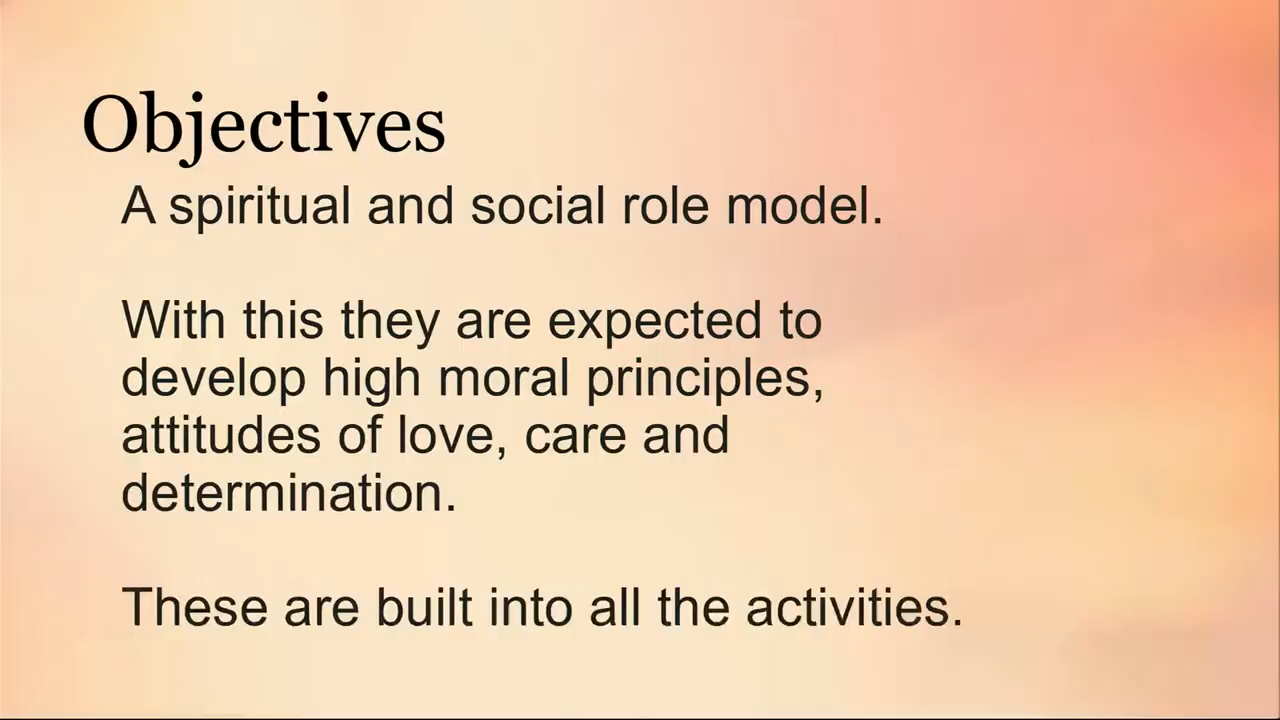 Objectives
A spiritual and social role model.
With this they are expected to
develop high moral principles,
attitudes of love, care and
determination.
These are built into all the activities.